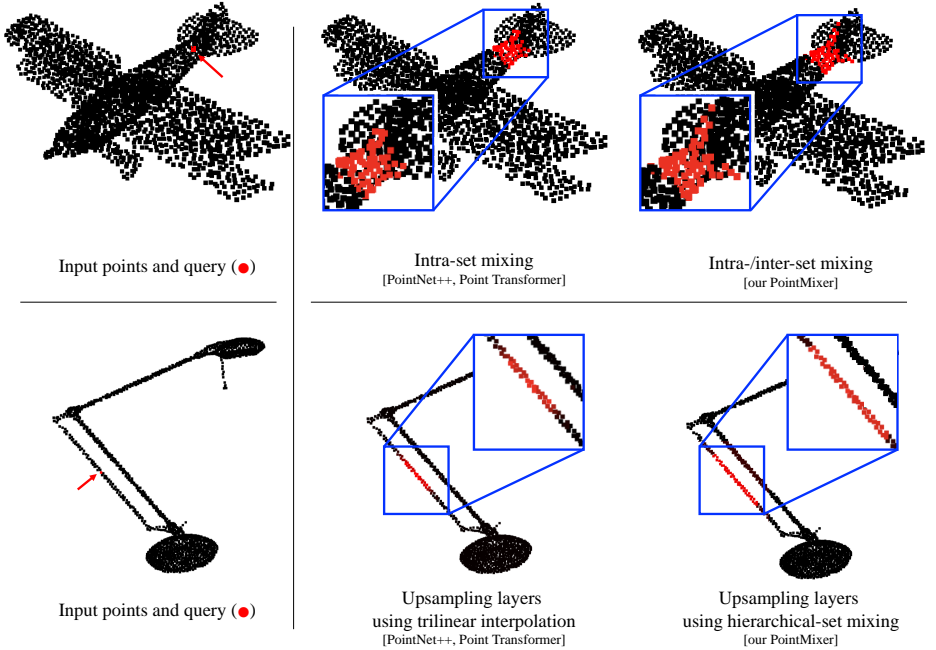 Input points and query (●)
Intra-set mixing
[PointNet++, Point Transformer]
Intra-/inter-set mixing
[our PointMixer]
Input points and query (●)
Upsampling layers
using trilinear interpolation
[PointNet++, Point Transformer]
Upsampling layers
using hierarchical-set mixing
[our PointMixer]